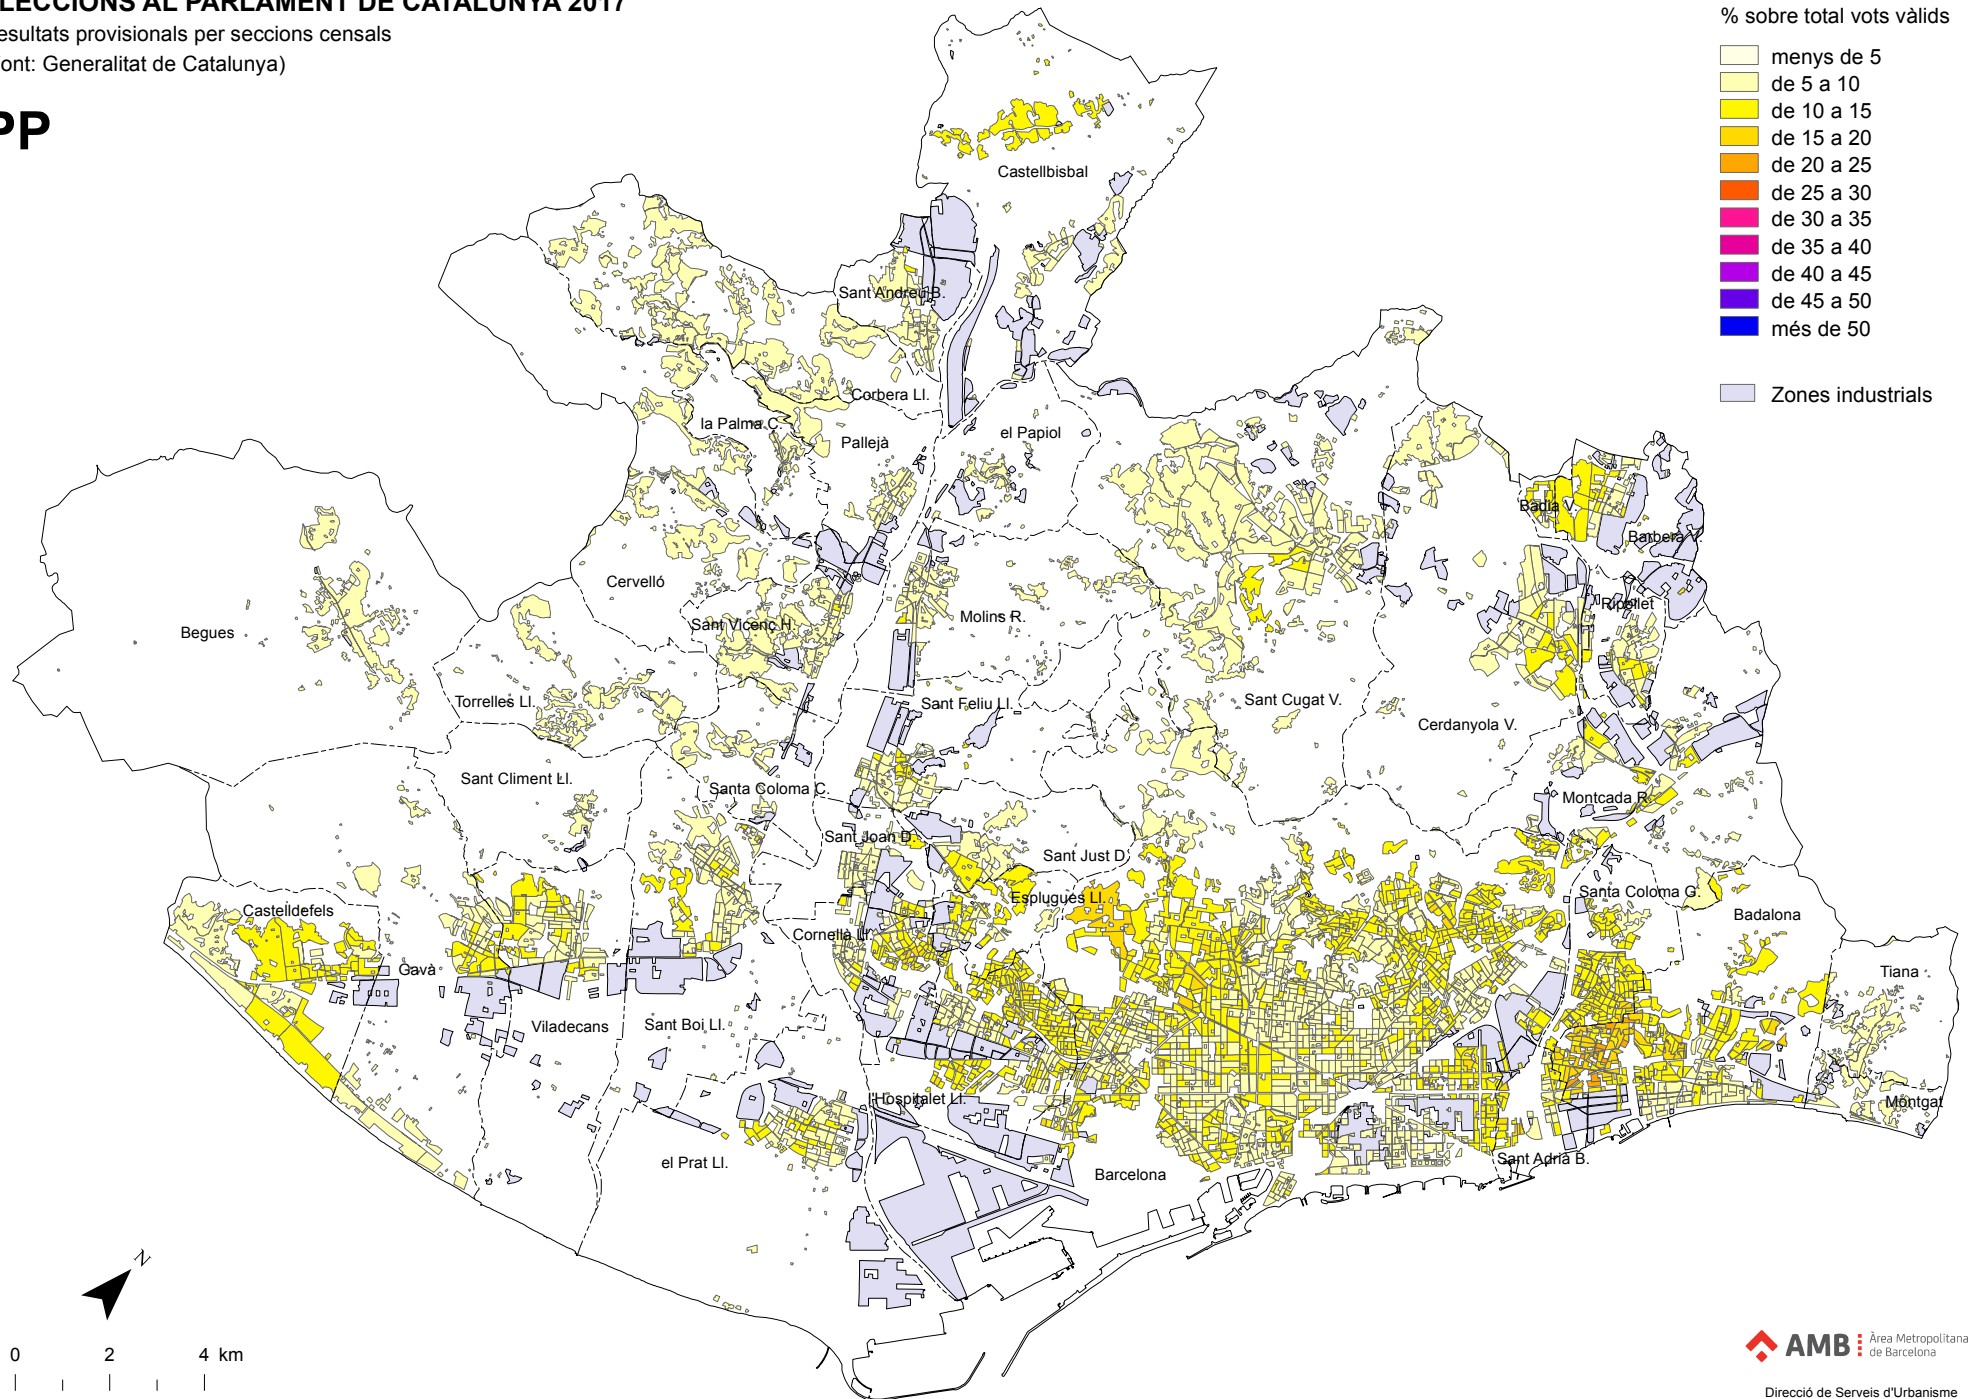 LECCIONS AL PARLAMENT DE CATALUNYA 2017
esultats provisionals per seccions censals
ont: Generalitat de Catalunya)
PP
% sobre total vots vàlids
menys de 5
de 5 a 10
de 10 a 15
de 15 a 20
de 20 a 25
de 25 a 30
de 30 a 35
de 35 a 40
de 40 a 45
de 45 a 50
més de 50
Zones industrials
Castellbisbal
Sant Andreu B.
Corbera Ll.
la Palma C.
Pallejà
el Papiol
Badia V.
Barberà V.
Cervelló
Ripollet
Begues
Sant Vicenç H.
Molins R.
Torrelles Ll.
Sant Feliu Ll.
Sant Cugat V.
Cerdanyola V.
Sant Climent Ll.
Santa Coloma C.
Montcada R.
Sant Joan D.
Sant Just D.
Esplugues Ll.
Santa Coloma G.
Castelldefels
Badalona
Cornellà Ll.
Gavà
Tiana
Viladecans
Sant Boi Ll.
l'Hospitalet Ll.
Montgat
el Prat Ll.
Barcelona
Sant Adrià B.
N
0 2 4 km
AMB Àrea Metropolitana
de Barcelona
Direcció de Serveis d'Urbanisme